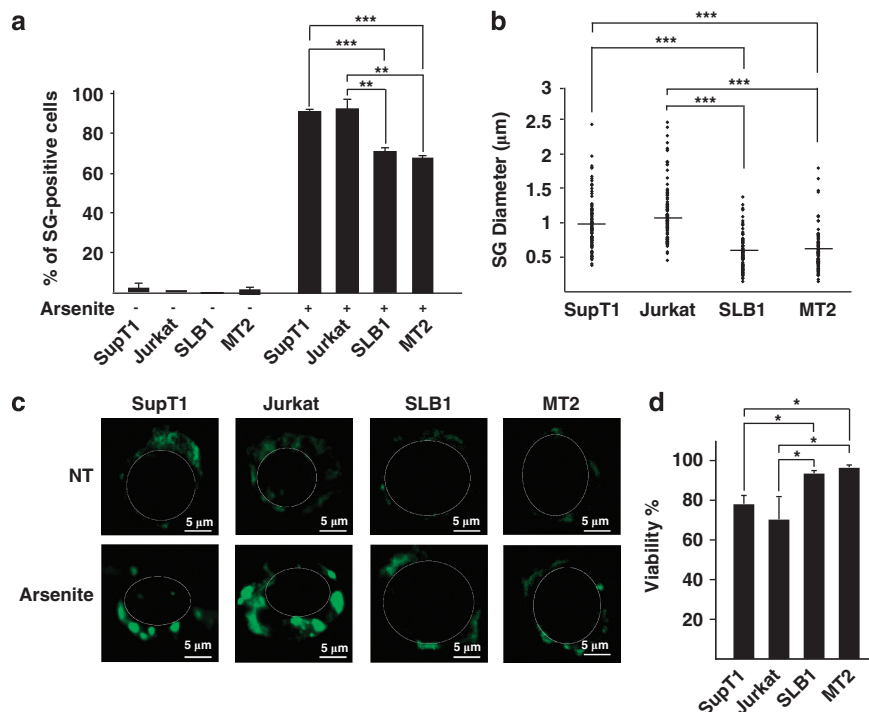 a
% of SG-positive cells
100
80
60
40
20
***
***
**
**
Arsenite - - - - + + + +
SupT1 Jurkat SLB1 MT2 SupT1 Jurkat SLB1 MT2
b
SG Diameter (μm)
3
2.5
2
1.5
1
0.5
***
***
***
***
SupT1 Jurkat SLB1 MT2
c
SupT1 Jurkat SLB1 MT2
NT
5 μm 5 μm 5 μm 5 μm
Arsenite
5 μm 5 μm 5 μm 5 μm
d
Viability %
100
80
60
40
20
*
*
*
*
SupT1 Jurkat SLB1 MT2